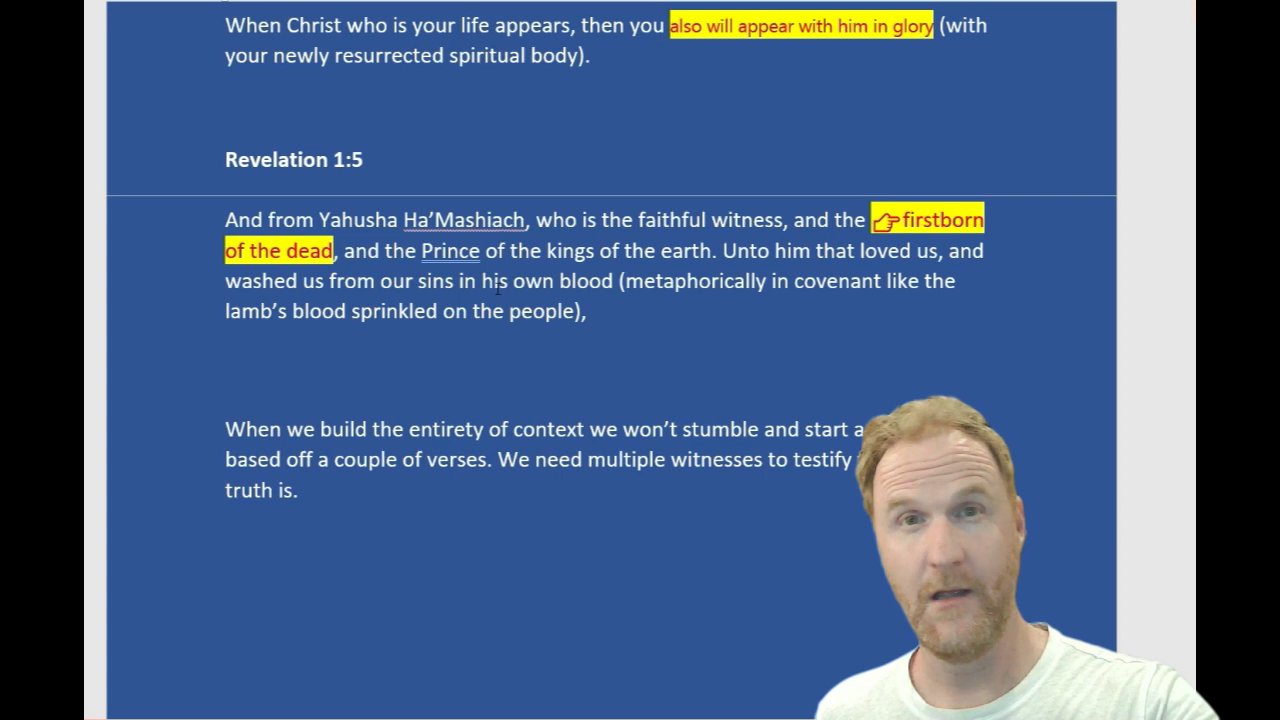 When Christ who is your life appears, then you also will appear with him in glory (with
your newly resurrected spiritual body).
Revelation 1:5
And from Yahusha Ha’Mashiach, who is the faithful witness, and the 👉firstborn
of the dead, and the Prince of the kings of the earth. Unto him that loved us, and
washed us from our sins in his own blood (metaphorically in covenant like the
lamb’s blood sprinkled on the people),
When we build the entirety of context we won’t stumble and start a
based off a couple of verses. We need multiple witnesses to testify
truth is.